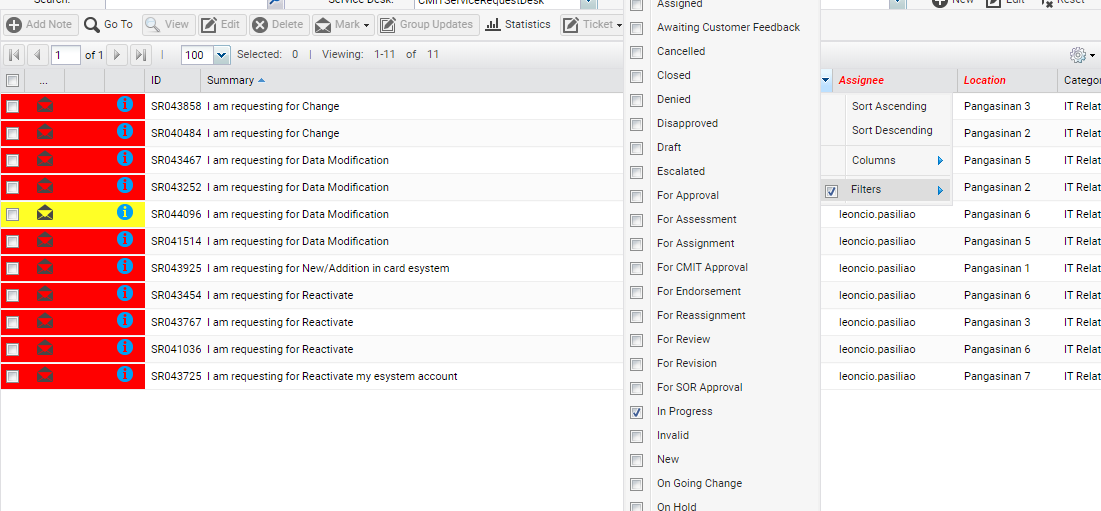 Search: Service Desk: CMITServiceRequestDesk New Edit Reset
Add Note Go To View Edit Delete Mark Group Updates Statistics Ticket
1 of 1 100 Selected: 0 | Viewing: 1-11 of 11
... ID Summary Assignee Location Catego
SR043858 I am requesting for Change Pangasinan 3 IT Relat
SR040484 I am requesting for Change Pangasinan 2 IT Relat
SR043467 I am requesting for Data Modification Pangasinan 5 IT Relat
SR043252 I am requesting for Data Modification Pangasinan 2 IT Relat
SR044096 I am requesting for Data Modification leoncio.pasiliao Pangasinan 6 IT Relat
SR041514 I am requesting for Data Modification leoncio.pasiliao Pangasinan 5 IT Relat
SR043925 I am requesting for New/Addition in card esystem leoncio.pasiliao Pangasinan 1 IT Relat
SR043454 I am requesting for Reactivate leoncio.pasiliao Pangasinan 6 IT Relat
SR043767 I am requesting for Reactivate leoncio.pasiliao Pangasinan 3 IT Relat
SR041036 I am requesting for Reactivate leoncio.pasiliao Pangasinan 6 IT Relat
SR043725 I am requesting for Reactivate my esystem account leoncio.pasiliao Pangasinan 7 IT Relat
Assigned
Awaiting Customer Feedback
Cancelled
Closed
Denied
Disapproved
Draft
Escalated
For Approval
For Assessment
For Assignment
For CMIT Approval
For Endorsement
For Reassignment
For Review
For Revision
For SOR Approval
In Progress
Invalid
New
On Going Change
On Hold
Sort Ascending
Sort Descending
Columns
Filters